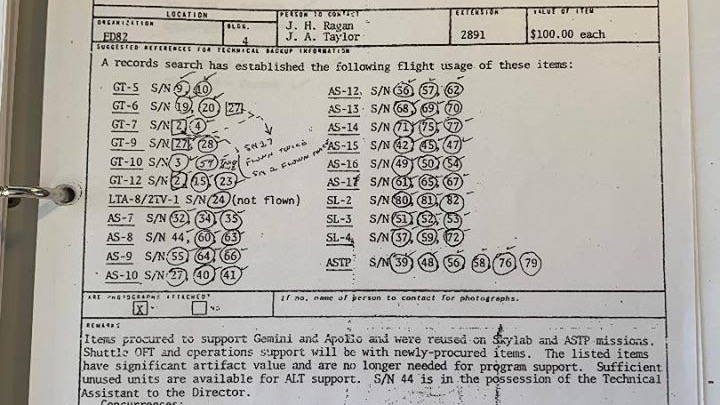 LOCATION
PERSON TO CONTACT
EXTENSION
VALUE OF ITEM
ORGANIZATION
BLDG.
ED82
4
J. H. Ragan
J. A. Taylor
2891
$100.00 each
SUGGESTED REFERENCES FOR TECHNICAL BACKUP INFORMATION
A records search has established the following flight usage of these items:
GT-5 S/N 9, 10
GT-6 S/N 19, 20, 27
GT-7 S/N 2, 4
GT-9 S/N 27, 28
GT-10 S/N 3
GT-12 S/N 2, 15, 23
SN 27
FLOWN TWICE
SN 2 FLOWN
LTA-8/2TV-1 S/N 24 (not flown)
AS-7 S/N 32, 34, 35
AS-8 S/N 44, 60, 63
AS-9 S/N 55, 64, 66
AS-10 S/N 27, 40, 41
AS-12 S/N 36, 57, 62
AS-13 S/N 68, 69, 70
AS-14 S/N 71, 75, 77
AS-15 S/N 42, 45, 47
AS-16 S/N 49, 50, 54
AS-17 S/N 61, 65, 67
SL-2 S/N 80, 81, 82
SL-3 S/N 51, 52, 53
SL-4 S/N 37, 59, 72
ASTP S/N 39, 48, 56, 58, 76, 79
ARE PHOTOGRAPHS ATTACHED?
X
NO
If no, name of person to contact for photographs.
REMARKS
Items procured to support Gemini and Apollo and were reused on Skylab and ASTP missions.
Shuttle OFT and operations support will be with newly-procured items. The listed items
have significant artifact value and are no longer needed for program support. Sufficient
unused units are available for ALT support. S/N 44 is in the possession of the Technical
Assistant to the Director.
Concurrences: